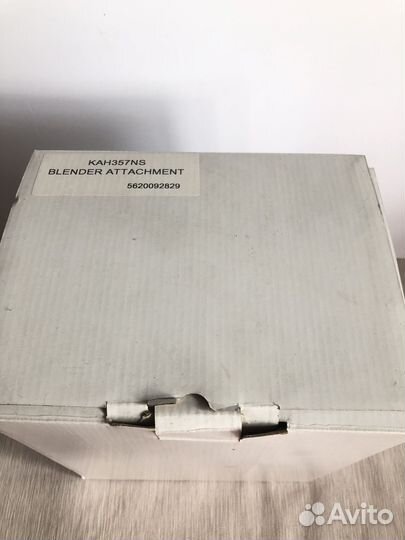 KAH357NS
BLENDER ATTACHMENT
5620092829
Avito